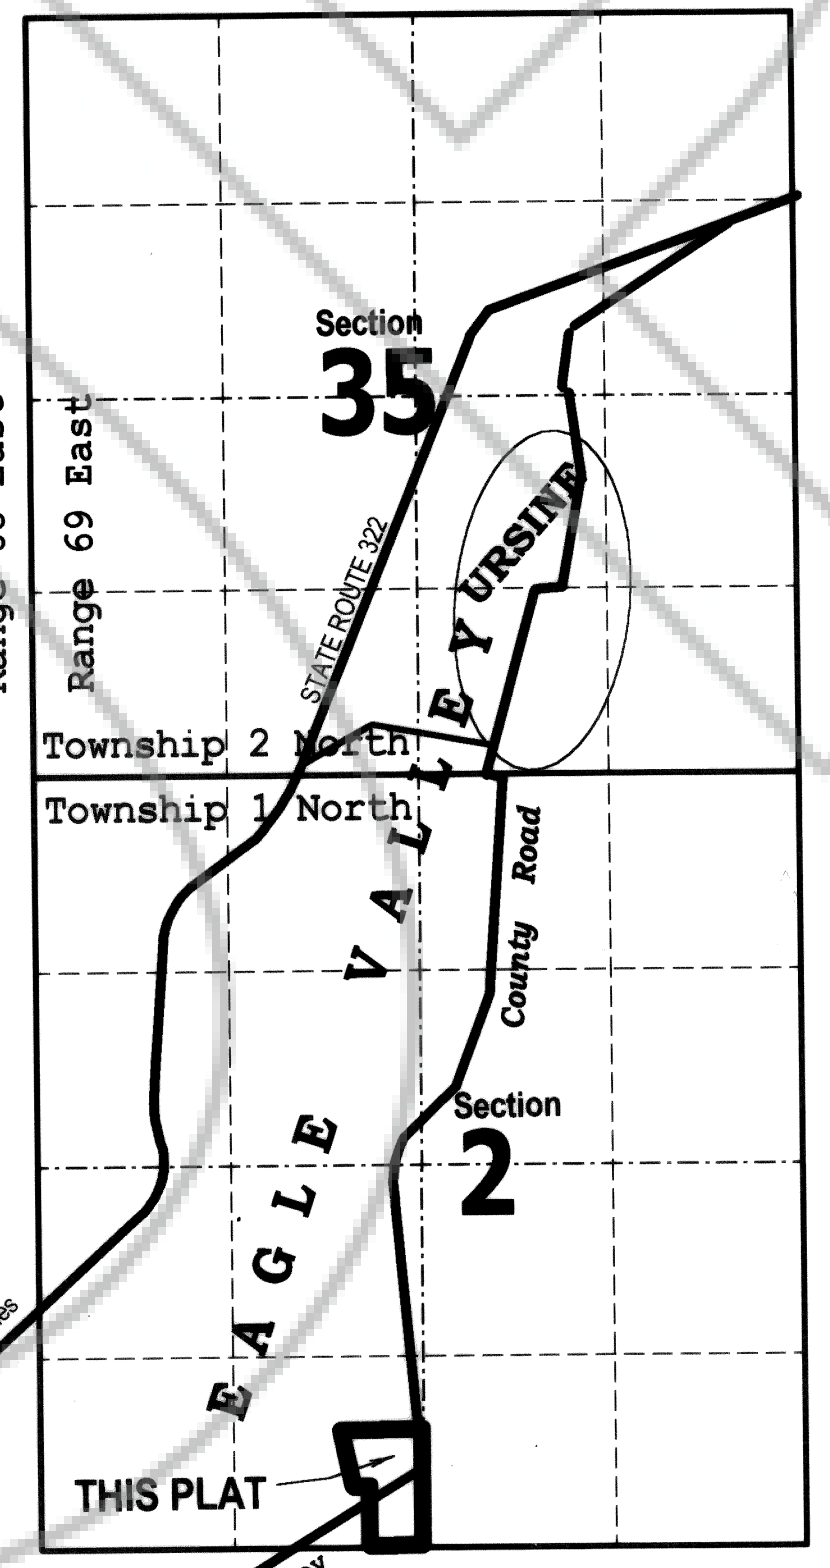 Section
35
Range 69 East
URSINE
STATE ROUTE 322
Township 2 North
Township 1 North
EAGLE VALLEY
County Road
Section
2
THIS PLAT